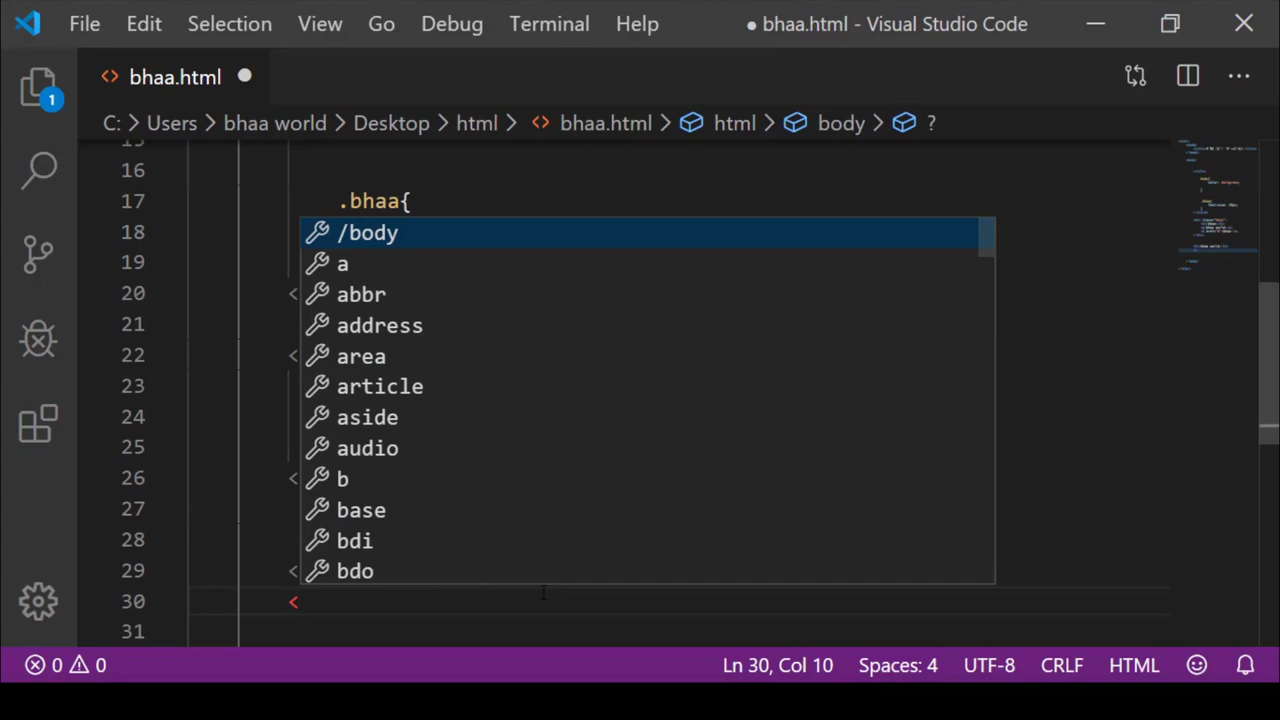 File Edit Selection View Go Debug Terminal Help ● bhaa.html - Visual Studio Code
bhaa.html
1
C: > Users > bhaa world > Desktop > html > bhaa.html > html > body > ?
15
16
17 .bhaa{
18 /body
19 a
20 < abbr
21 address
22 < area
23 article
24 aside
25 audio
26 < b
27 base
28 bdi
29 < bdo
30 <
31
0 0 Ln 30, Col 10 Spaces: 4 UTF-8 CRLF HTML